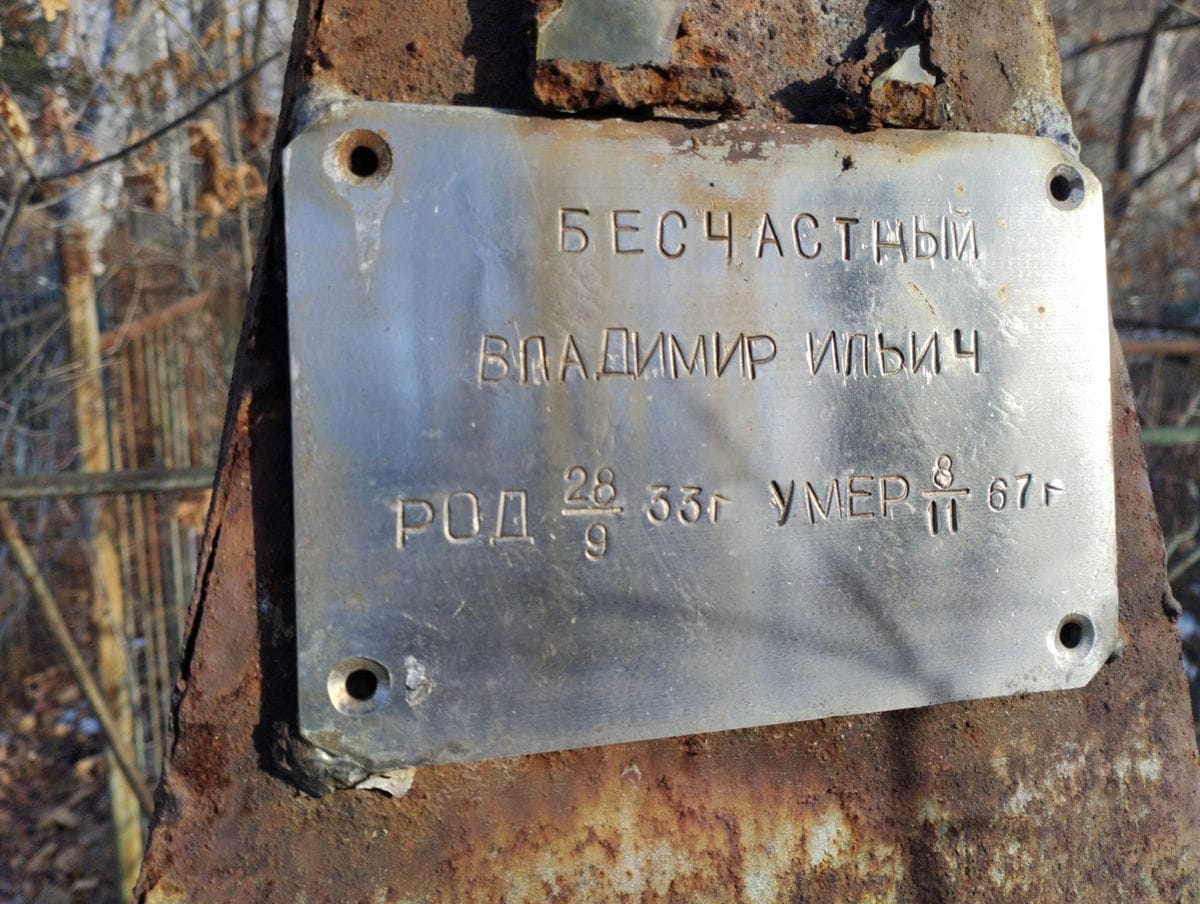 БЕСЧАСТНЫЙ
ВЛАДИМИР ИЛЬИЧ
РОД 28/9 33г УМЕР 8/11 67г